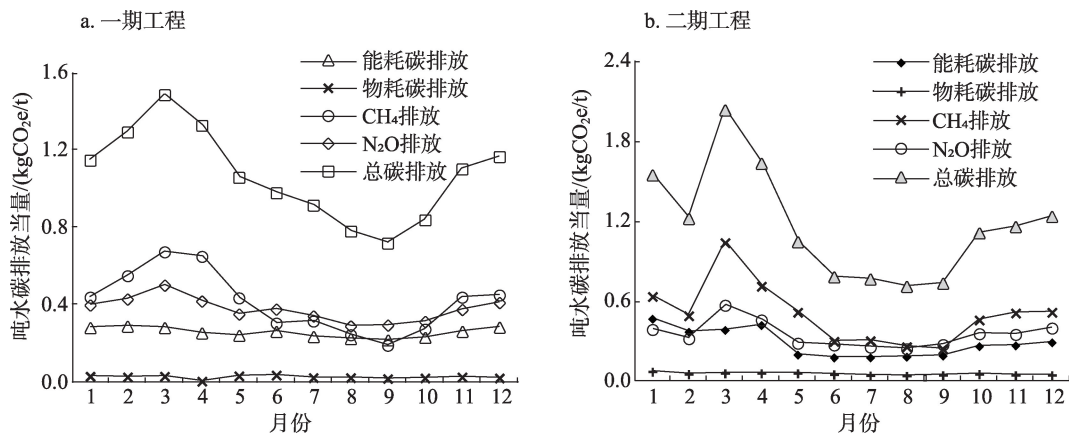 a. 一期工程
吨水碳排放当量/(kgCO₂e/t)
1.6
1.2
0.8
0.4
0.0
能耗碳排放
物耗碳排放
CH₄排放
N₂O排放
总碳排放
1 2 3 4 5 6 7 8 9 10 11 12
月份
b. 二期工程
吨水碳排放当量/(kgCO₂e/t)
2.4
1.8
1.2
0.6
0.0
能耗碳排放
物耗碳排放
CH₄排放
N₂O排放
总碳排放
1 2 3 4 5 6 7 8 9 10 11 12
月份